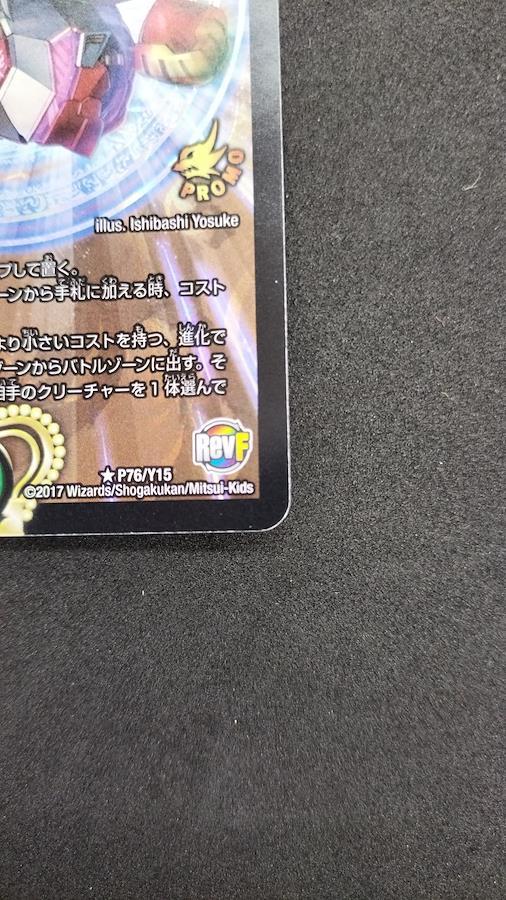 PROMO
illus. Ishibashi Yosuke
プして置く。
ーンから手札に加える時、コスト
より小さいコストを持つ、進化で
ゾーンからバトルゾーンに出す。そ
相手のクリーチャーを1体選んで
RevF
★P76/Y15
©2017 Wizards/Shogakukan/Mitsui-Kids